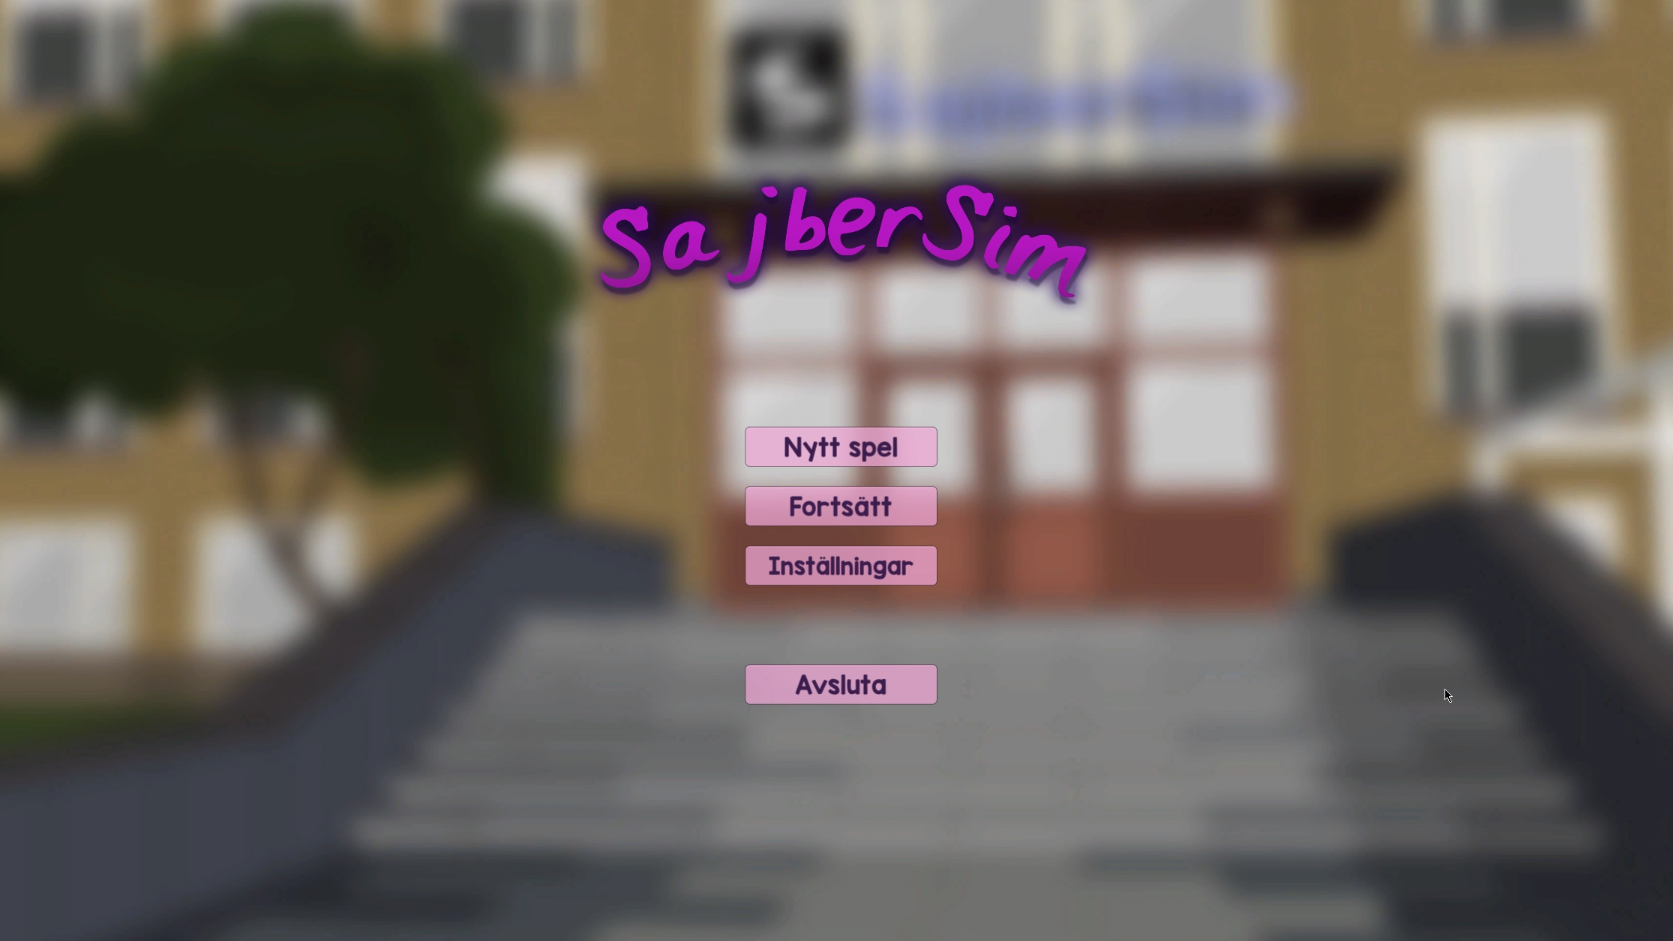 SajberSim
Nytt spel
Fortsätt
Inställningar
Avsluta